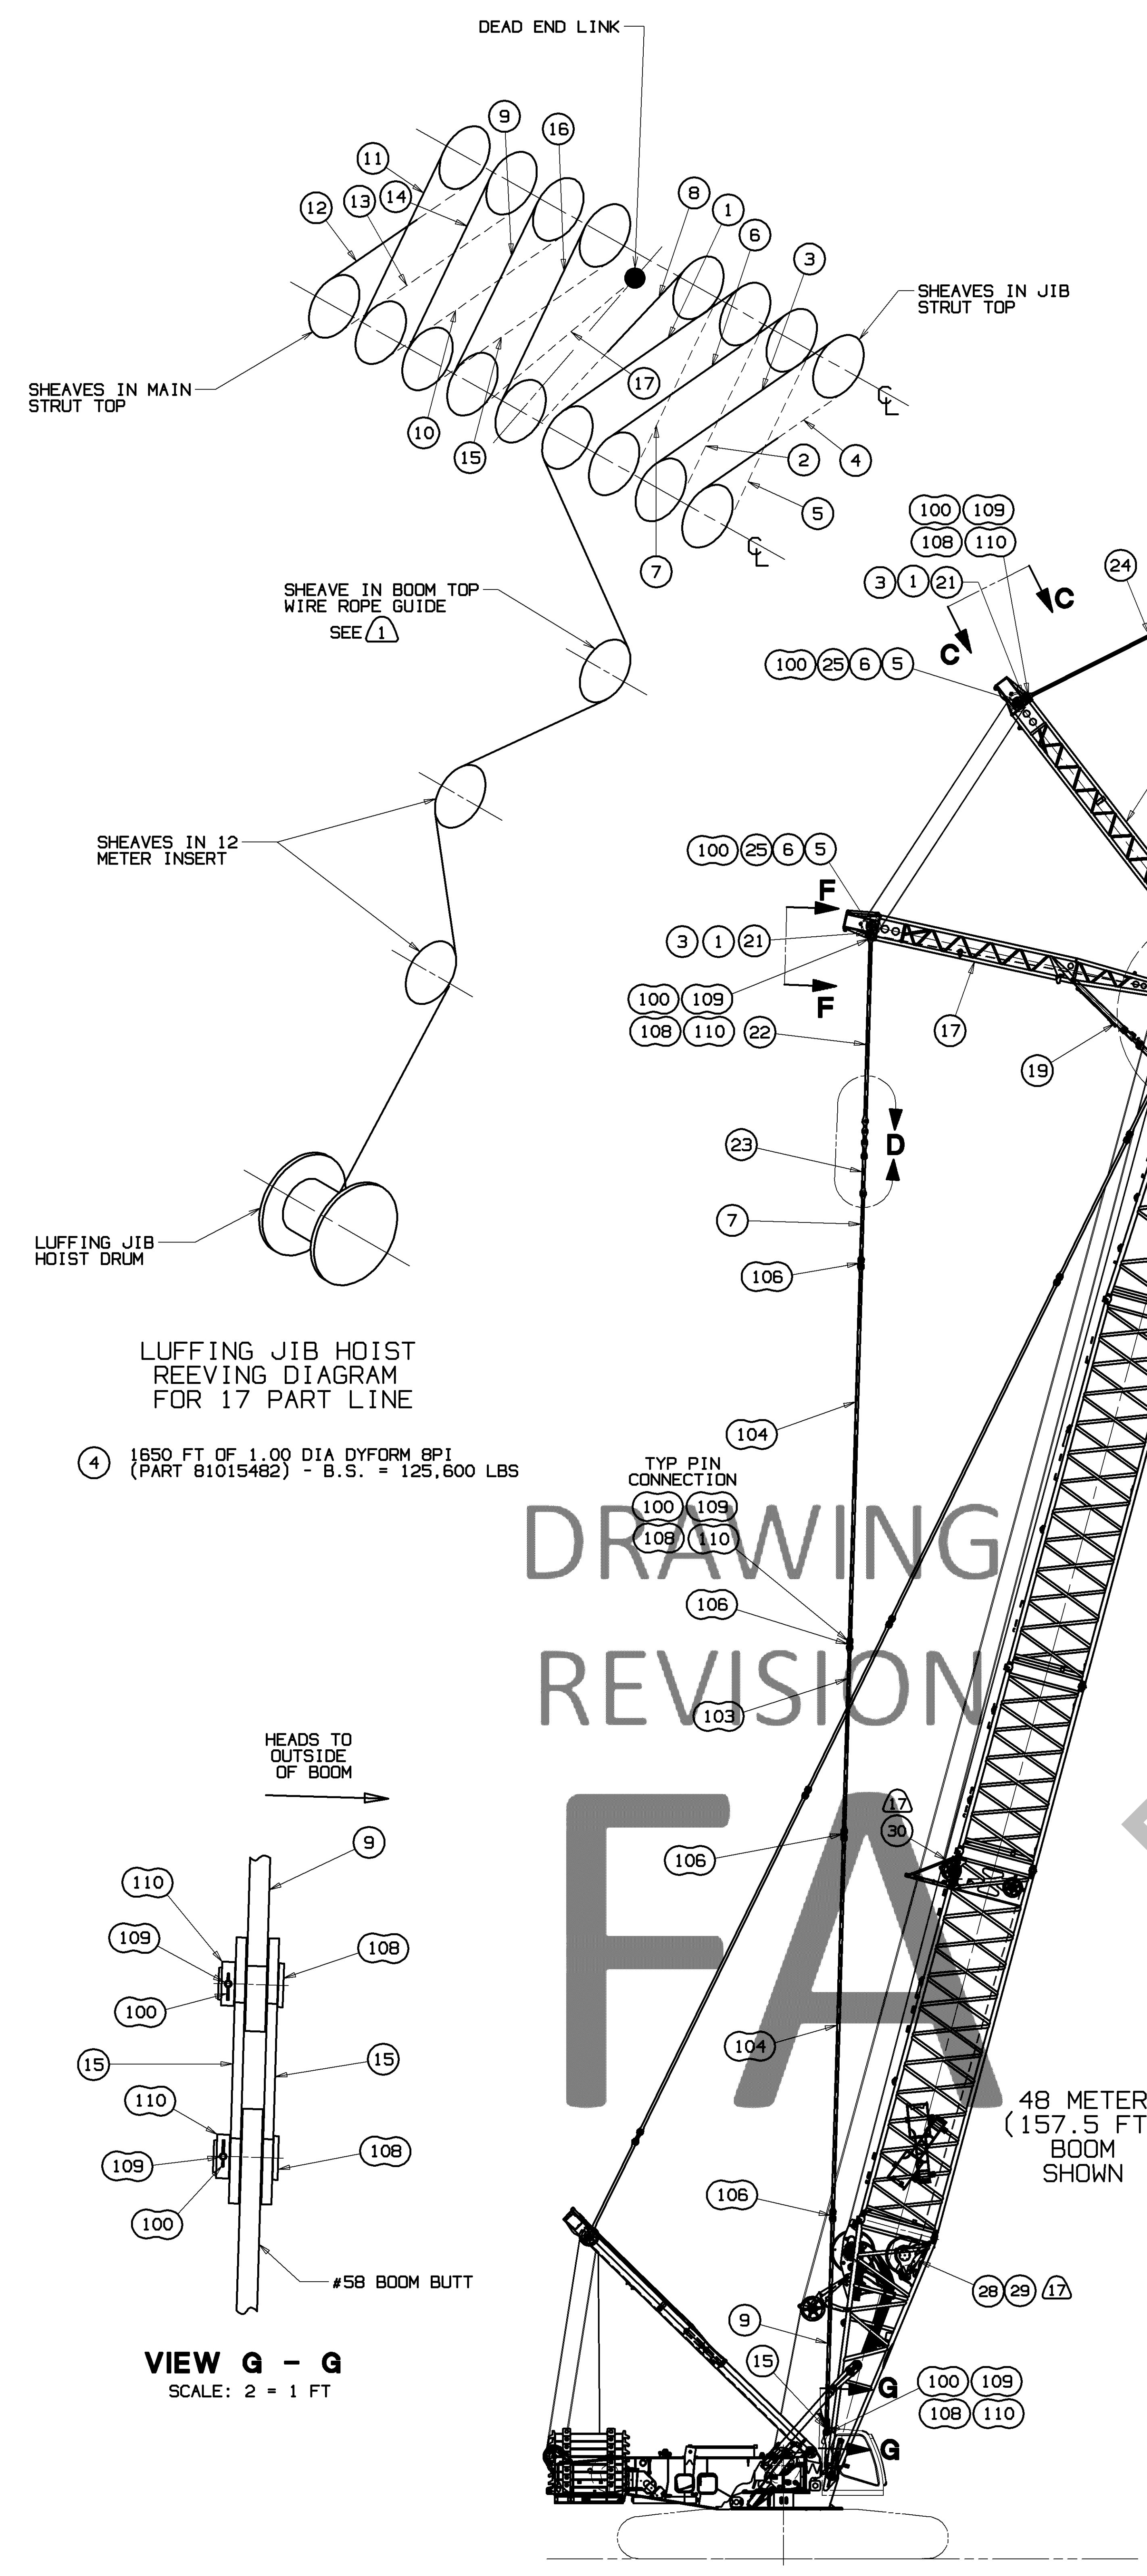 DEAD END LINK
9
16
11
14
13
12
8
1
6
3
SHEAVES IN JIB
STRUT TOP
SHEAVES IN MAIN
STRUT TOP
17
CL
10
15
2
4
5
7
CL
100 109
108 110
3 1 21
24
C
C
SHEAVE IN BOOM TOP
WIRE ROPE GUIDE
SEE 1
100 25 6 5
SHEAVES IN 12
METER INSERT
100 25 6 5
F
3 1 21
F
100 109
108 110 22
17
19
23
D
7
106
LUFFING JIB
HOIST DRUM
LUFFING JIB HOIST
REEVING DIAGRAM
FOR 17 PART LINE
104
4 1650 FT OF 1.00 DIA DYFORM 8PI
(PART 81015482) - B.S. = 125,600 LBS
TYP PIN
CONNECTION
100 109
108 110
DRAWING
106
REVISION
103
HEADS TO
OUTSIDE
OF BOOM
FA
17
30
9
106
110
109
108
100
104
15
15
110
109
108
100
48 METER
(157.5 FT
BOOM
SHOWN
106
#58 BOOM BUTT
28 29 17
9
VIEW G - G
SCALE: 2 = 1 FT
15
G
100 109
108 110
G